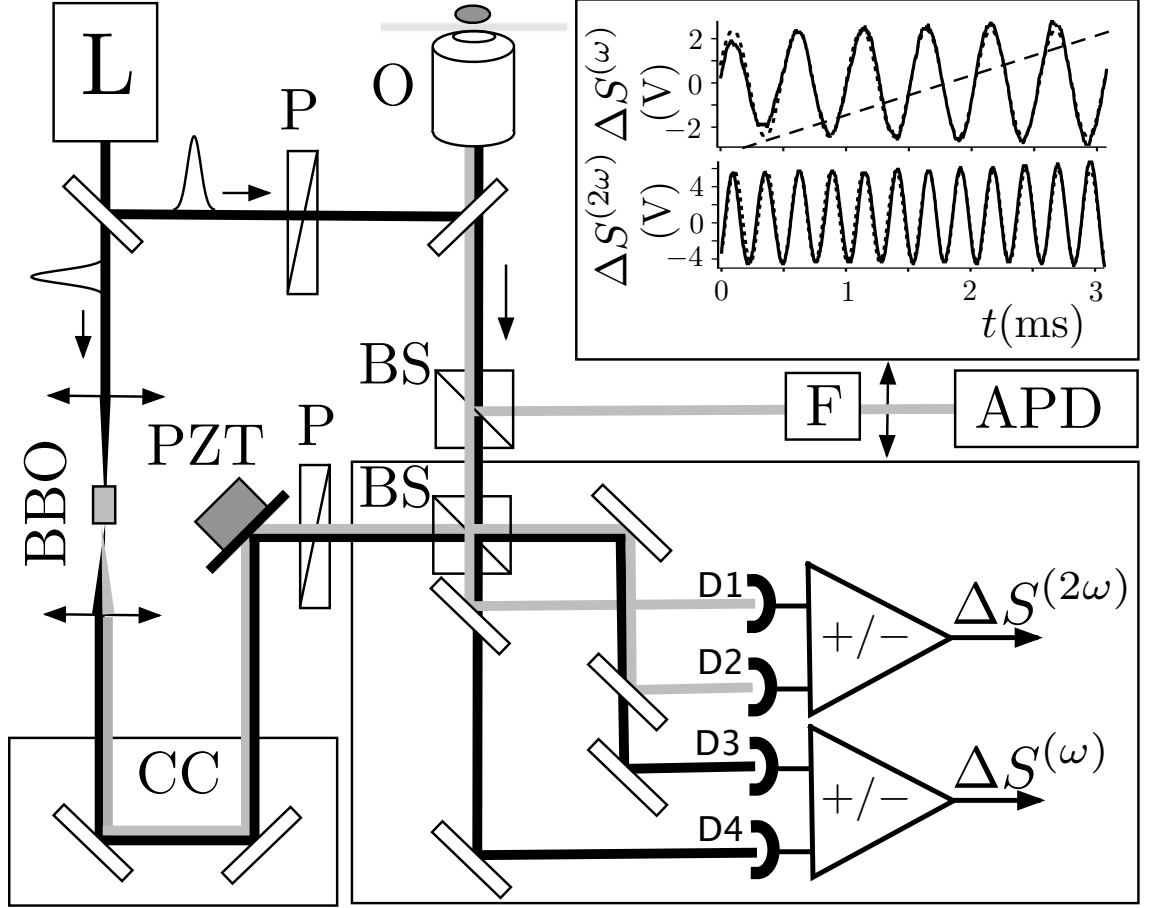 L
P
O
BS
F
APD
PZT
P
BBO
BS
CC
D1
D2
D3
D4
+/−
+/−
ΔS(2ω)
ΔS(ω)
ΔS(ω)
(V)
2
0
−2
ΔS(2ω)
(V)
4
0
−4
0 1 2 3
t(ms)